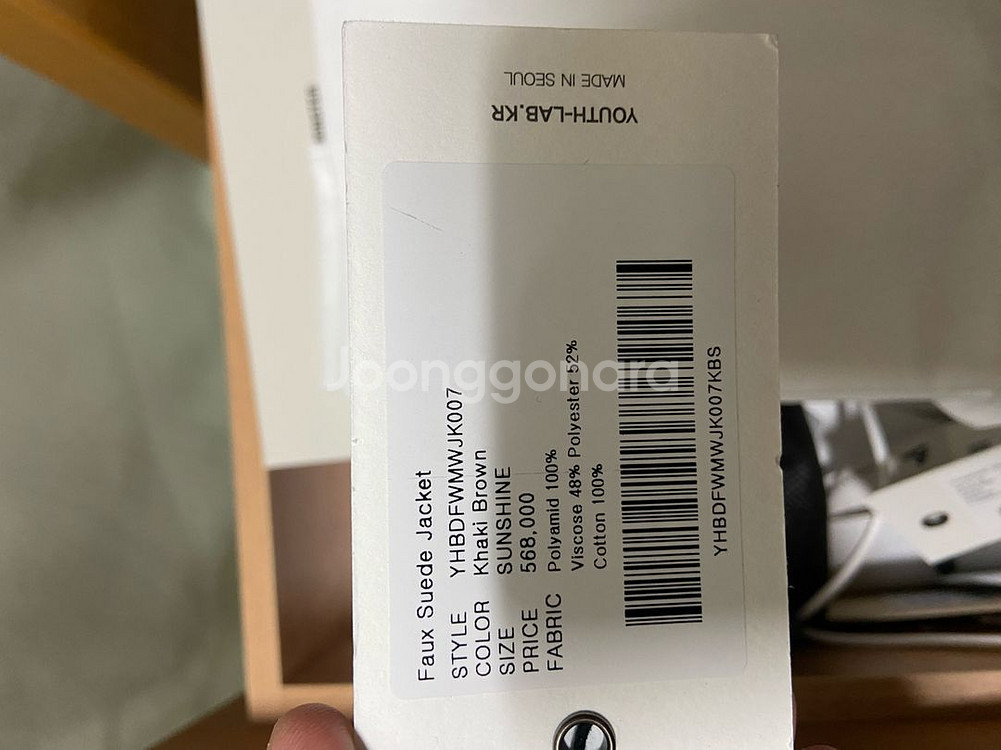 MADE IN SEOUL
YOUTH-LAB.KR
Faux Suede Jacket
STYLE YHBDFWMWJK007
COLOR Khaki Brown
SIZE SUNSHINE
PRICE 568,000
FABRIC Polyamid 100%
Viscose 48% Polyester 52%
Cotton 100%
YHBDFWMWJK007KBS
Joonggonara